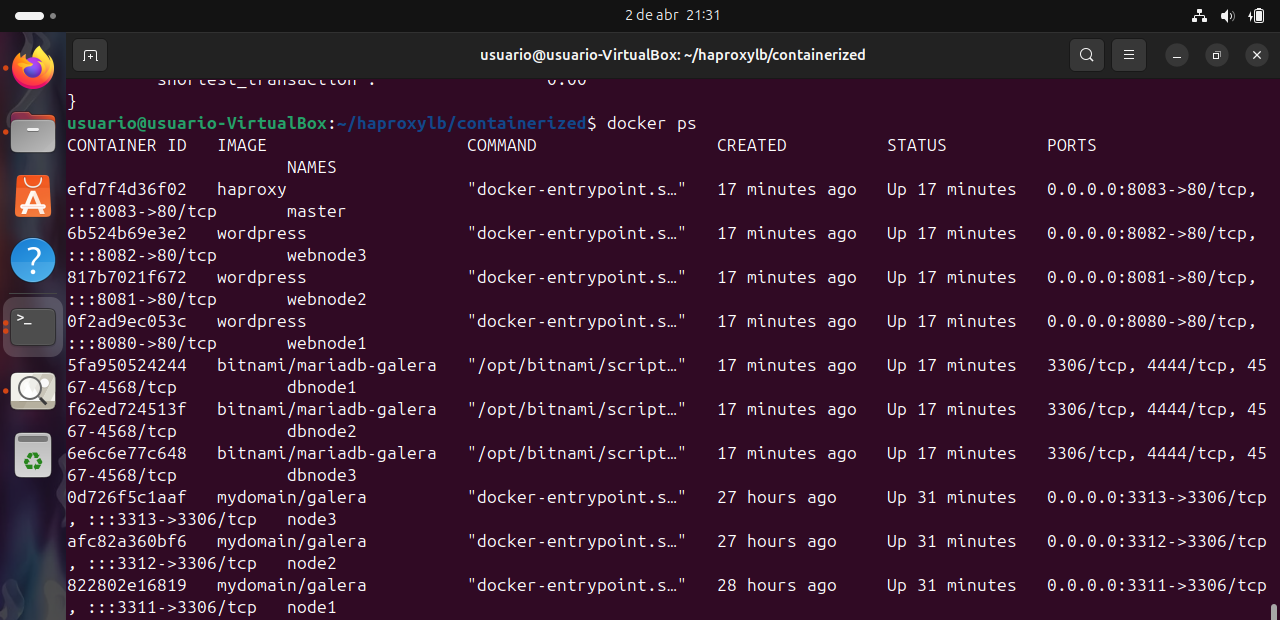 2 de abr 21:31
usuario@usuario-VirtualBox: ~/haproxylb/containerized
shortest_transaction : 0.00
}
usuario@usuario-VirtualBox:~/haproxylb/containerized$ docker ps
CONTAINER ID   IMAGE                    COMMAND                  CREATED          STATUS          PORTS
                      NAMES
efd7f4d36f02   haproxy                  "docker-entrypoint.s…"   17 minutes ago   Up 17 minutes   0.0.0.0:8083->80/tcp,
:::8083->80/tcp       master
6b524b69e3e2   wordpress                "docker-entrypoint.s…"   17 minutes ago   Up 17 minutes   0.0.0.0:8082->80/tcp,
:::8082->80/tcp       webnode3
817b7021f672   wordpress                "docker-entrypoint.s…"   17 minutes ago   Up 17 minutes   0.0.0.0:8081->80/tcp,
:::8081->80/tcp       webnode2
0f2ad9ec053c   wordpress                "docker-entrypoint.s…"   17 minutes ago   Up 17 minutes   0.0.0.0:8080->80/tcp,
:::8080->80/tcp       webnode1
5fa950524244   bitnami/mariadb-galera   "/opt/bitnami/script…"   17 minutes ago   Up 17 minutes   3306/tcp, 4444/tcp, 45
67-4568/tcp           dbnode1
f62ed724513f   bitnami/mariadb-galera   "/opt/bitnami/script…"   17 minutes ago   Up 17 minutes   3306/tcp, 4444/tcp, 45
67-4568/tcp           dbnode2
6e6c6e77c648   bitnami/mariadb-galera   "/opt/bitnami/script…"   17 minutes ago   Up 17 minutes   3306/tcp, 4444/tcp, 45
67-4568/tcp           dbnode3
0d726f5c1aaf   mydomain/galera          "docker-entrypoint.s…"   27 hours ago     Up 31 minutes   0.0.0.0:3313->3306/tcp
, :::3313->3306/tcp   node3
afc82a360bf6   mydomain/galera          "docker-entrypoint.s…"   27 hours ago     Up 31 minutes   0.0.0.0:3312->3306/tcp
, :::3312->3306/tcp   node2
822802e16819   mydomain/galera          "docker-entrypoint.s…"   28 hours ago     Up 31 minutes   0.0.0.0:3311->3306/tcp
, :::3311->3306/tcp   node1